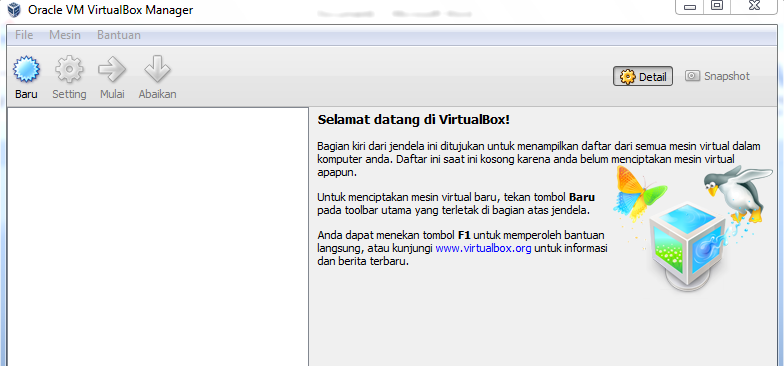 Oracle VM VirtualBox Manager
File Mesin Bantuan
Baru Setting Mulai Abaikan
Detail Snapshot
Selamat datang di VirtualBox!
Bagian kiri dari jendela ini ditujukan untuk menampilkan daftar dari semua mesin virtual dalam
komputer anda. Daftar ini saat ini kosong karena anda belum menciptakan mesin virtual
apapun.
Untuk menciptakan mesin virtual baru, tekan tombol Baru
pada toolbar utama yang terletak di bagian atas jendela.
Anda dapat menekan tombol F1 untuk memperoleh bantuan
langsung, atau kunjungi www.virtualbox.org untuk informasi
dan berita terbaru.